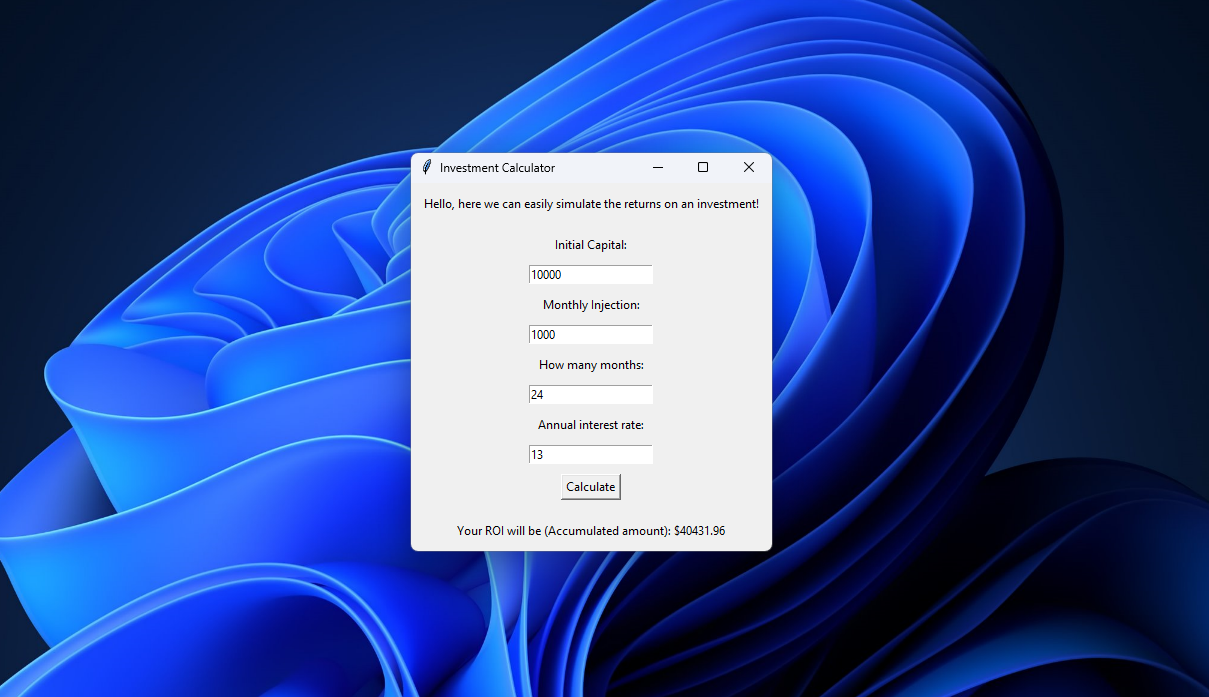 Investment Calculator
Hello, here we can easily simulate the returns on an investment!
Initial Capital:
10000
Monthly Injection:
1000
How many months:
24
Annual interest rate:
13
Calculate
Your ROI will be (Accumulated amount): $40431.96